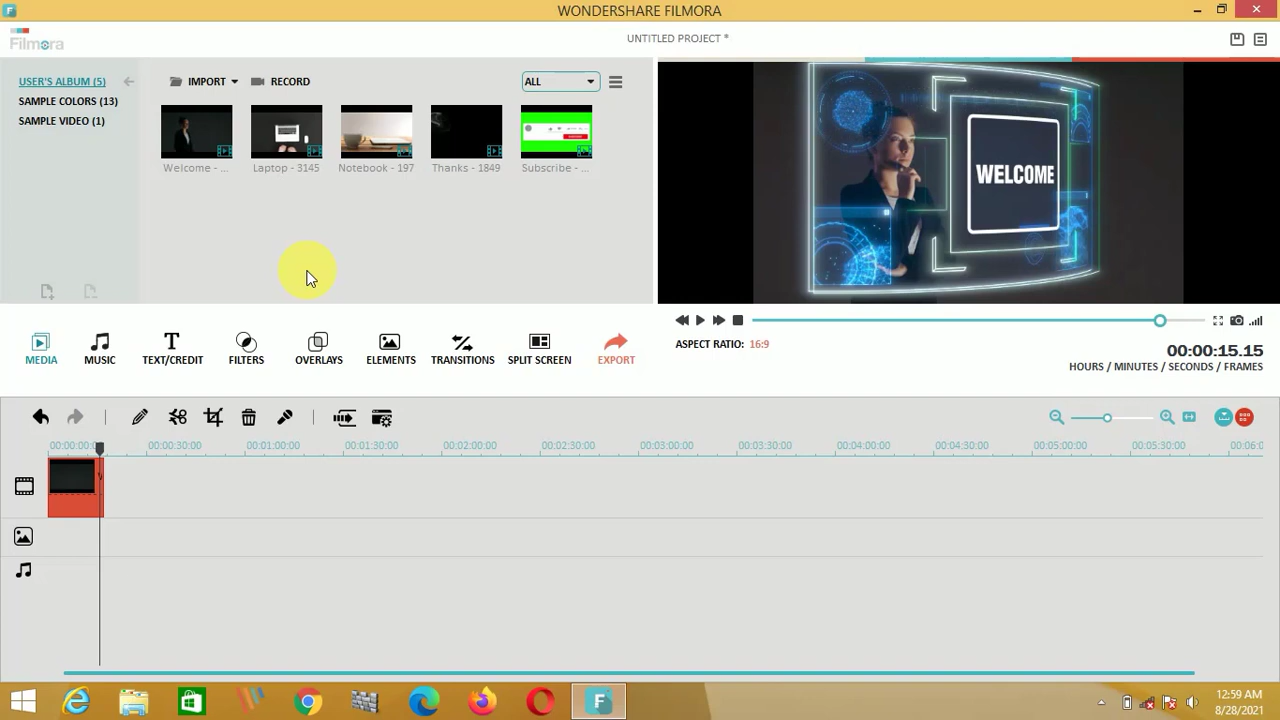 WONDERSHARE FILMORA
Filmora
UNTITLED PROJECT *
USER'S ALBUM (5)
IMPORT
RECORD
ALL
SAMPLE COLORS (13)
SAMPLE VIDEO (1)
Welcome - ...
Laptop - 3145
Notebook - 197
Thanks - 1849
Subscribe - ...
WELCOME
MEDIA
MUSIC
TEXT/CREDIT
FILTERS
OVERLAYS
ELEMENTS
TRANSITIONS
SPLIT SCREEN
EXPORT
ASPECT RATIO: 16:9
00:00:15.15
HOURS / MINUTES / SECONDS / FRAMES
00:00:00:0 00:00:30:00 00:01:00:00 00:01:30:00 00:02:00:00 00:02:30:00 00:03:00:00 00:03:30:00 00:04:00:00 00:04:30:00 00:05:00:00 00:05:30:00 00:06:0
12:59 AM
8/28/2021